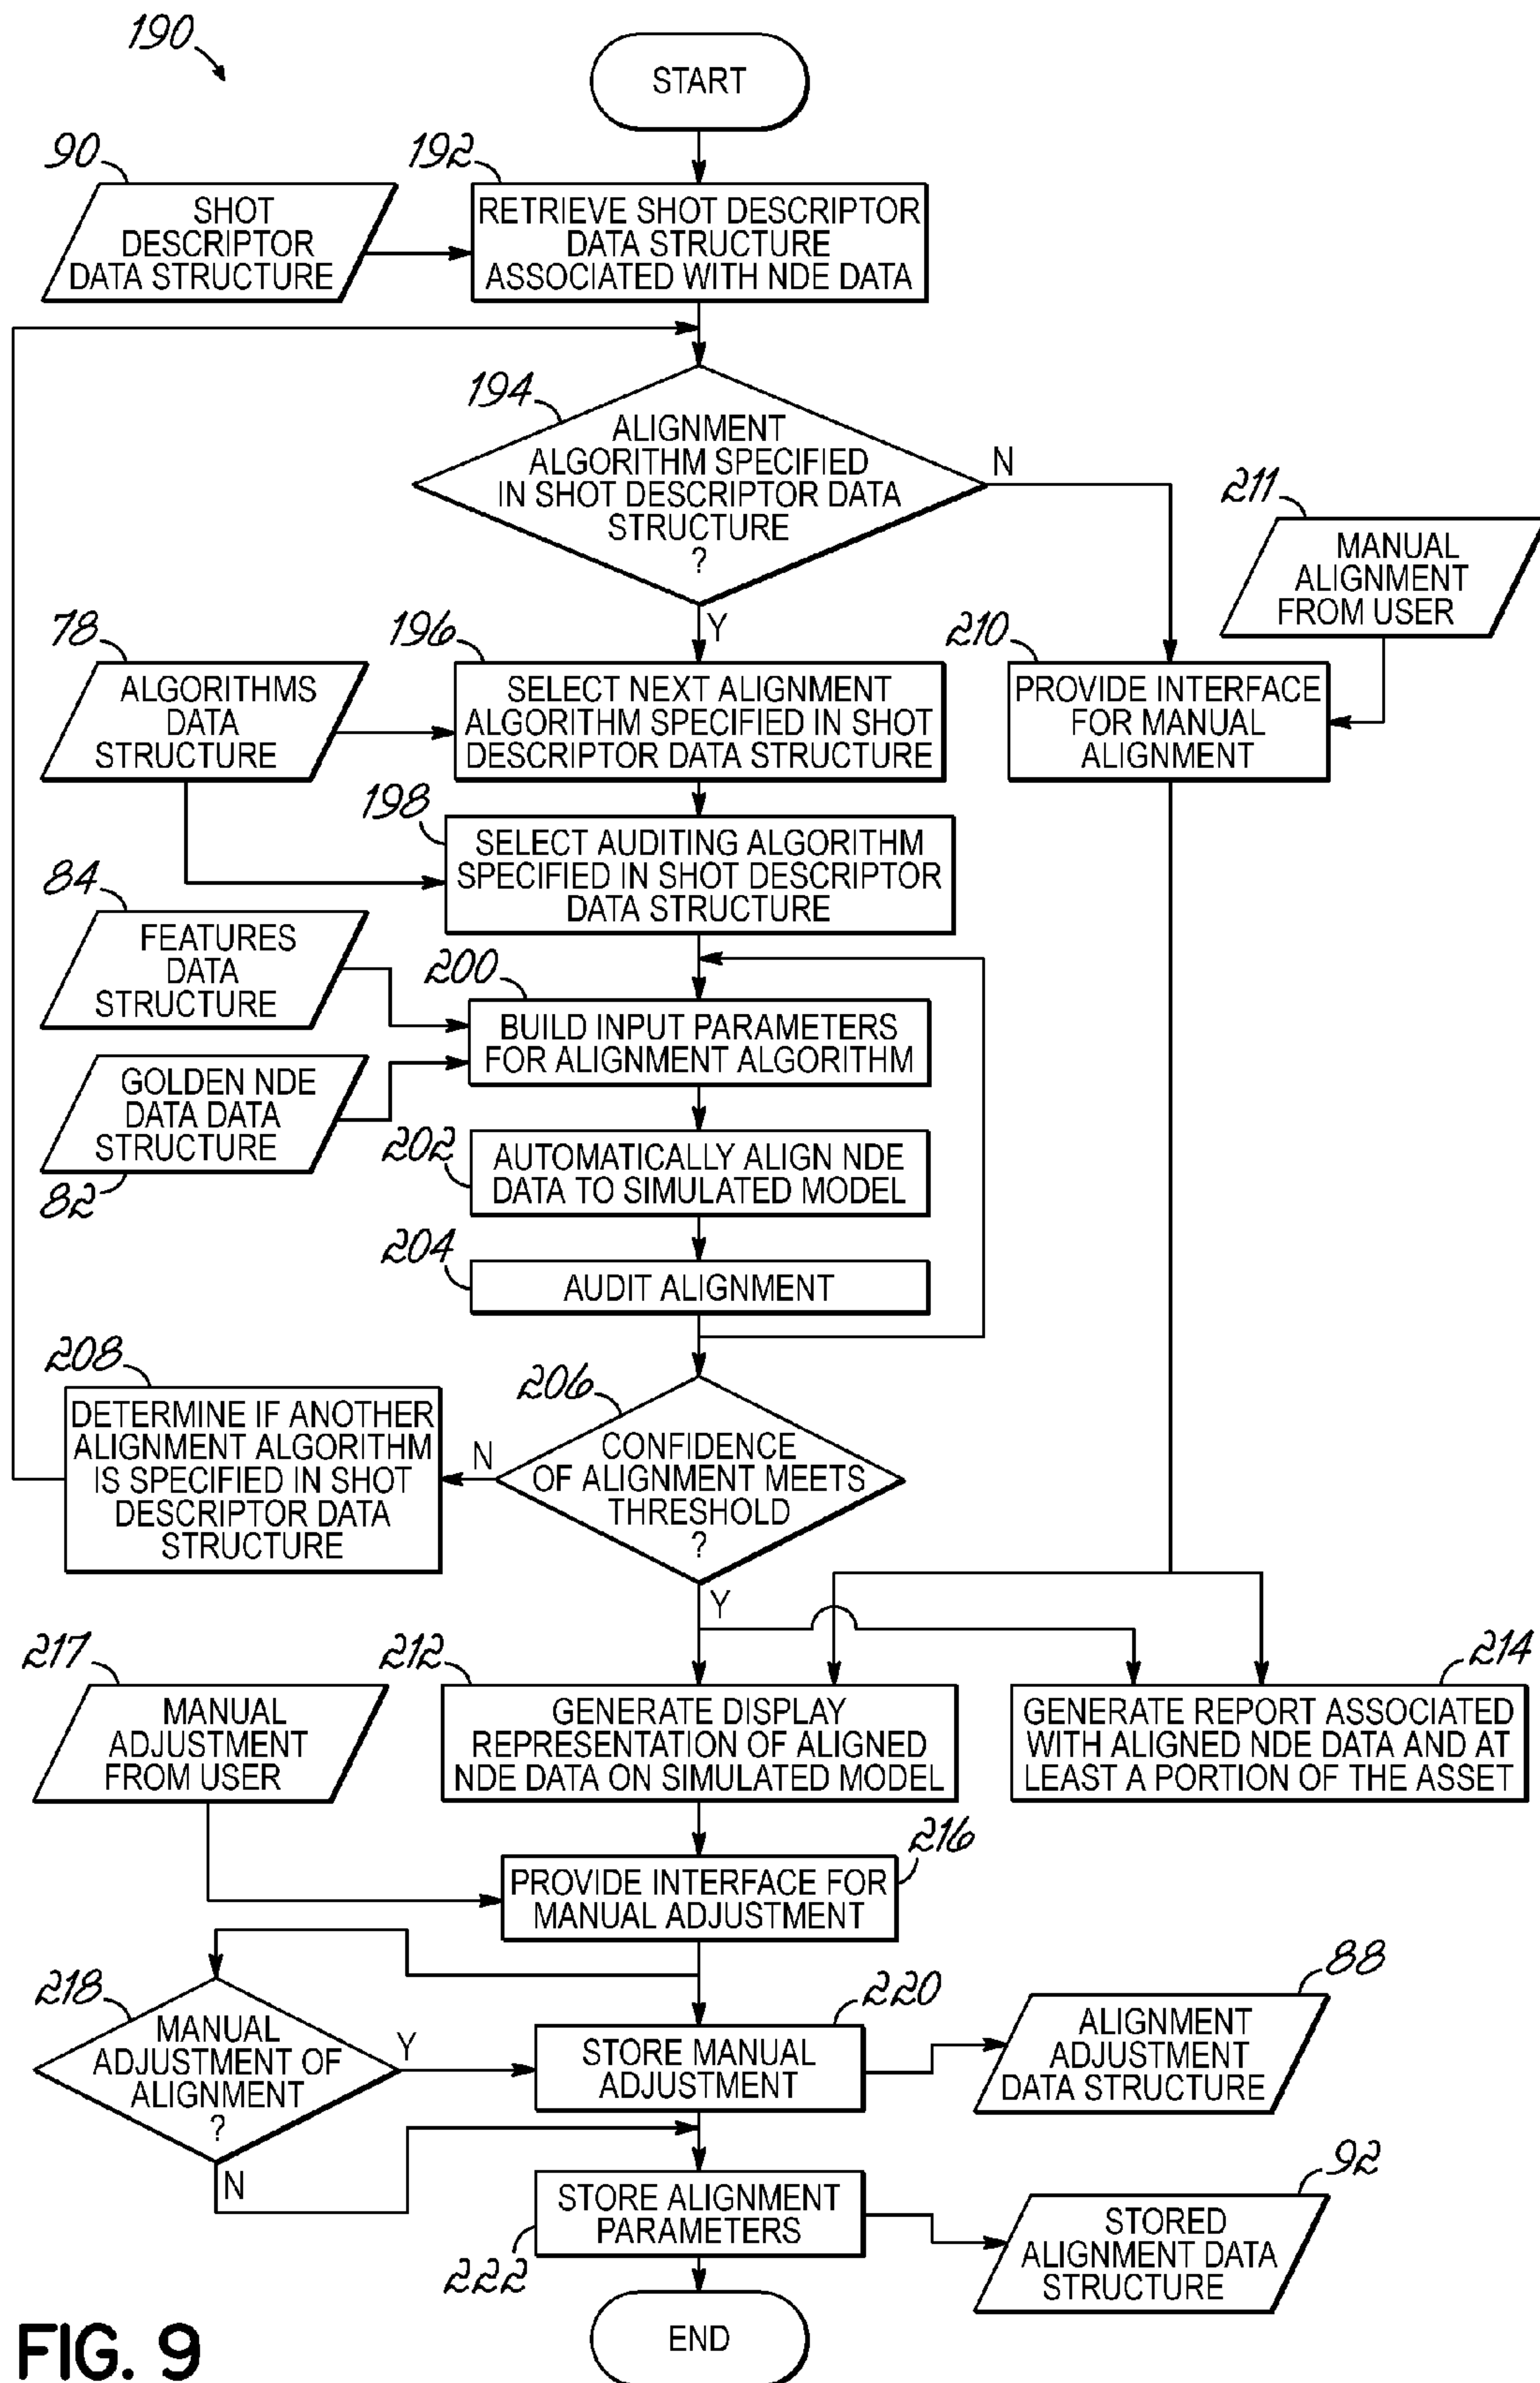 190
START
90
192
SHOT
DESCRIPTOR
DATA STRUCTURE
RETRIEVE SHOT DESCRIPTOR
DATA STRUCTURE
ASSOCIATED WITH NDE DATA
194
ALIGNMENT
ALGORITHM SPECIFIED
IN SHOT DESCRIPTOR DATA
STRUCTURE
?
N
Y
211
MANUAL
ALIGNMENT
FROM USER
78
ALGORITHMS
DATA
STRUCTURE
196
SELECT NEXT ALIGNMENT
ALGORITHM SPECIFIED IN SHOT
DESCRIPTOR DATA STRUCTURE
210
PROVIDE INTERFACE
FOR MANUAL
ALIGNMENT
198
SELECT AUDITING ALGORITHM
SPECIFIED IN SHOT DESCRIPTOR
DATA STRUCTURE
84
FEATURES
DATA
STRUCTURE
200
BUILD INPUT PARAMETERS
FOR ALIGNMENT ALGORITHM
GOLDEN NDE
DATA DATA
STRUCTURE
82
202
AUTOMATICALLY ALIGN NDE
DATA TO SIMULATED MODEL
204
AUDIT ALIGNMENT
208
DETERMINE IF ANOTHER
ALIGNMENT ALGORITHM
IS SPECIFIED IN SHOT
DESCRIPTOR DATA
STRUCTURE
206
N
CONFIDENCE
OF ALIGNMENT MEETS
THRESHOLD
?
Y
217
MANUAL
ADJUSTMENT
FROM USER
212
GENERATE DISPLAY
REPRESENTATION OF ALIGNED
NDE DATA ON SIMULATED MODEL
214
GENERATE REPORT ASSOCIATED
WITH ALIGNED NDE DATA AND AT
LEAST A PORTION OF THE ASSET
216
PROVIDE INTERFACE FOR
MANUAL ADJUSTMENT
218
MANUAL
ADJUSTMENT OF
ALIGNMENT
?
Y
N
220
STORE MANUAL
ADJUSTMENT
88
ALIGNMENT
ADJUSTMENT
DATA STRUCTURE
222
STORE ALIGNMENT
PARAMETERS
92
STORED
ALIGNMENT DATA
STRUCTURE
END
FIG. 9